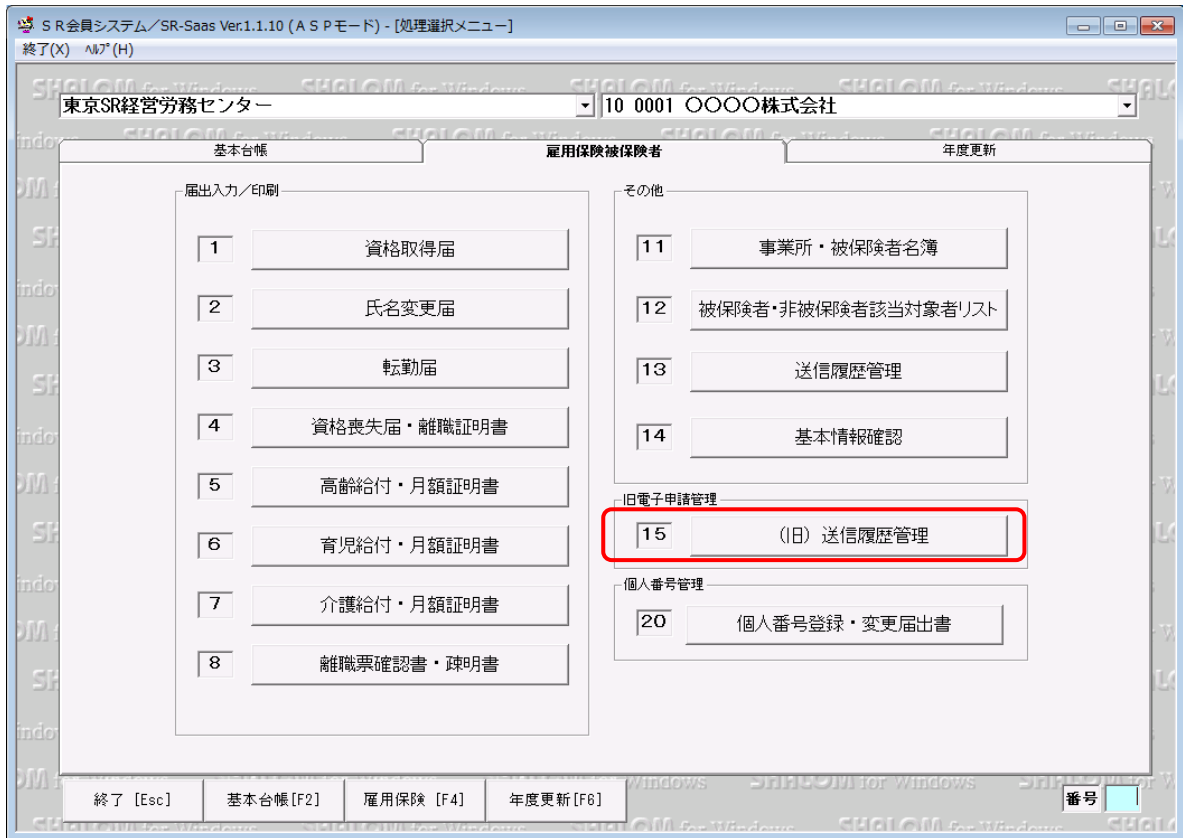 ＳＲ会員システム／SR-Saas Ver.1.1.10 (ＡＳＰモード) - [処理選択メニュー]
終了(X) ﾍﾙﾌﾟ(H)
東京SR経営労務センター
10 0001 〇〇〇〇株式会社
基本台帳
雇用保険被保険者
年度更新
届出入力／印刷
1 資格取得届
2 氏名変更届
3 転勤届
4 資格喪失届・離職証明書
5 高齢給付・月額証明書
6 育児給付・月額証明書
7 介護給付・月額証明書
8 離職票確認書・疎明書
その他
11 事業所・被保険者名簿
12 被保険者・非被保険者該当対象者リスト
13 送信履歴管理
14 基本情報確認
旧電子申請管理
15 （旧）送信履歴管理
個人番号管理
20 個人番号登録・変更届出書
終了 [Esc]
基本台帳[F2]
雇用保険 [F4]
年度更新[F6]
番号
SHALOM for Windows